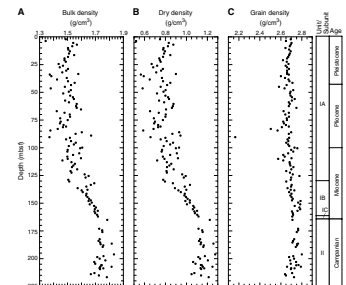 A Bulk density B Dry density C Grain density
(g/cm³) (g/cm³) (g/cm³)
1.3 1.5 1.7 1.9 0.6 0.8 1.0 1.2 2.2 2.4 2.6 2.8
Unit/
Subunit
Age
0
25
50
75
100
125
150
175
200
225
Depth (mbsf)
IA
IB
IC
II
Pleistocene
Pliocene
Miocene
Campanian